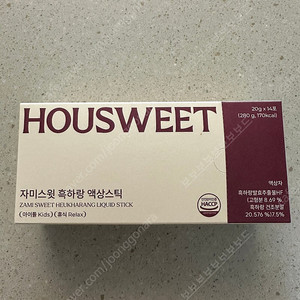 HOUSWEET
20g x 14포
(280 g, 170kcal)
자미스윗 흑하랑 액상스틱
ZAMI SWEET HEUKHARANG LIQUID STICK
(아이들 Kids) (휴식 Relax)
HACCP
액상차
흑하랑발효추출물HF
(고형분 8.69 %,
흑하랑 건조분말
20.576 %)7.5%